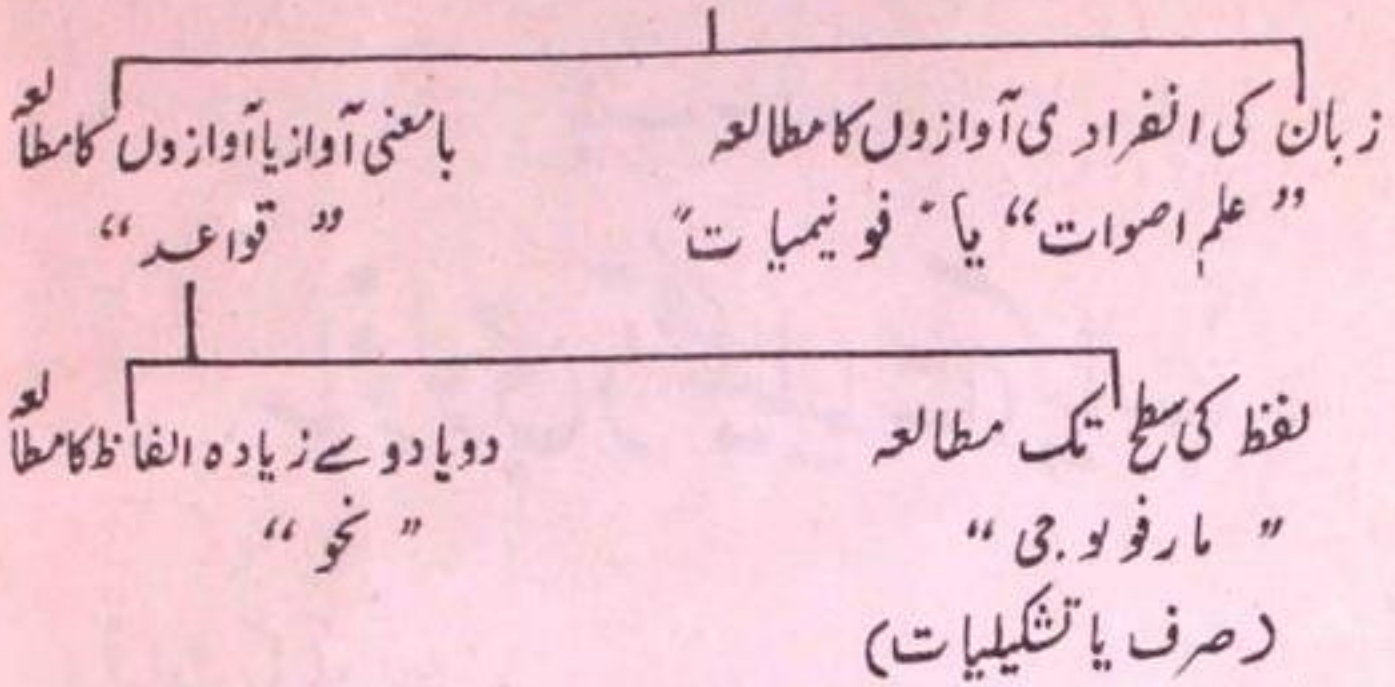 زبان کی انفرادی آوازوں کا مطالعہ
"علمِ اصوات" یا "فونیمیات"
بامعنی آواز یا آوازوں کا مطالعہ
"قواعد"
لفظ کی سطح تک مطالعہ
"مارفولوجی"
(صرف یا تشکیلیات)
دو یا دو سے زیادہ الفاظ کا مطالعہ
"نحو"